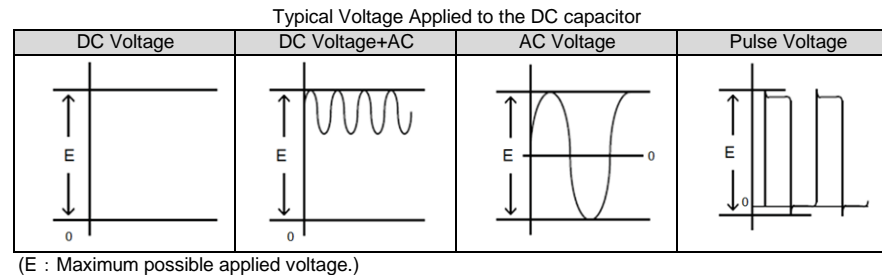 Typical Voltage Applied to the DC capacitor
DC Voltage DC Voltage+AC AC Voltage Pulse Voltage
E E E E
0 0 0 0
(E：Maximum possible applied voltage.)